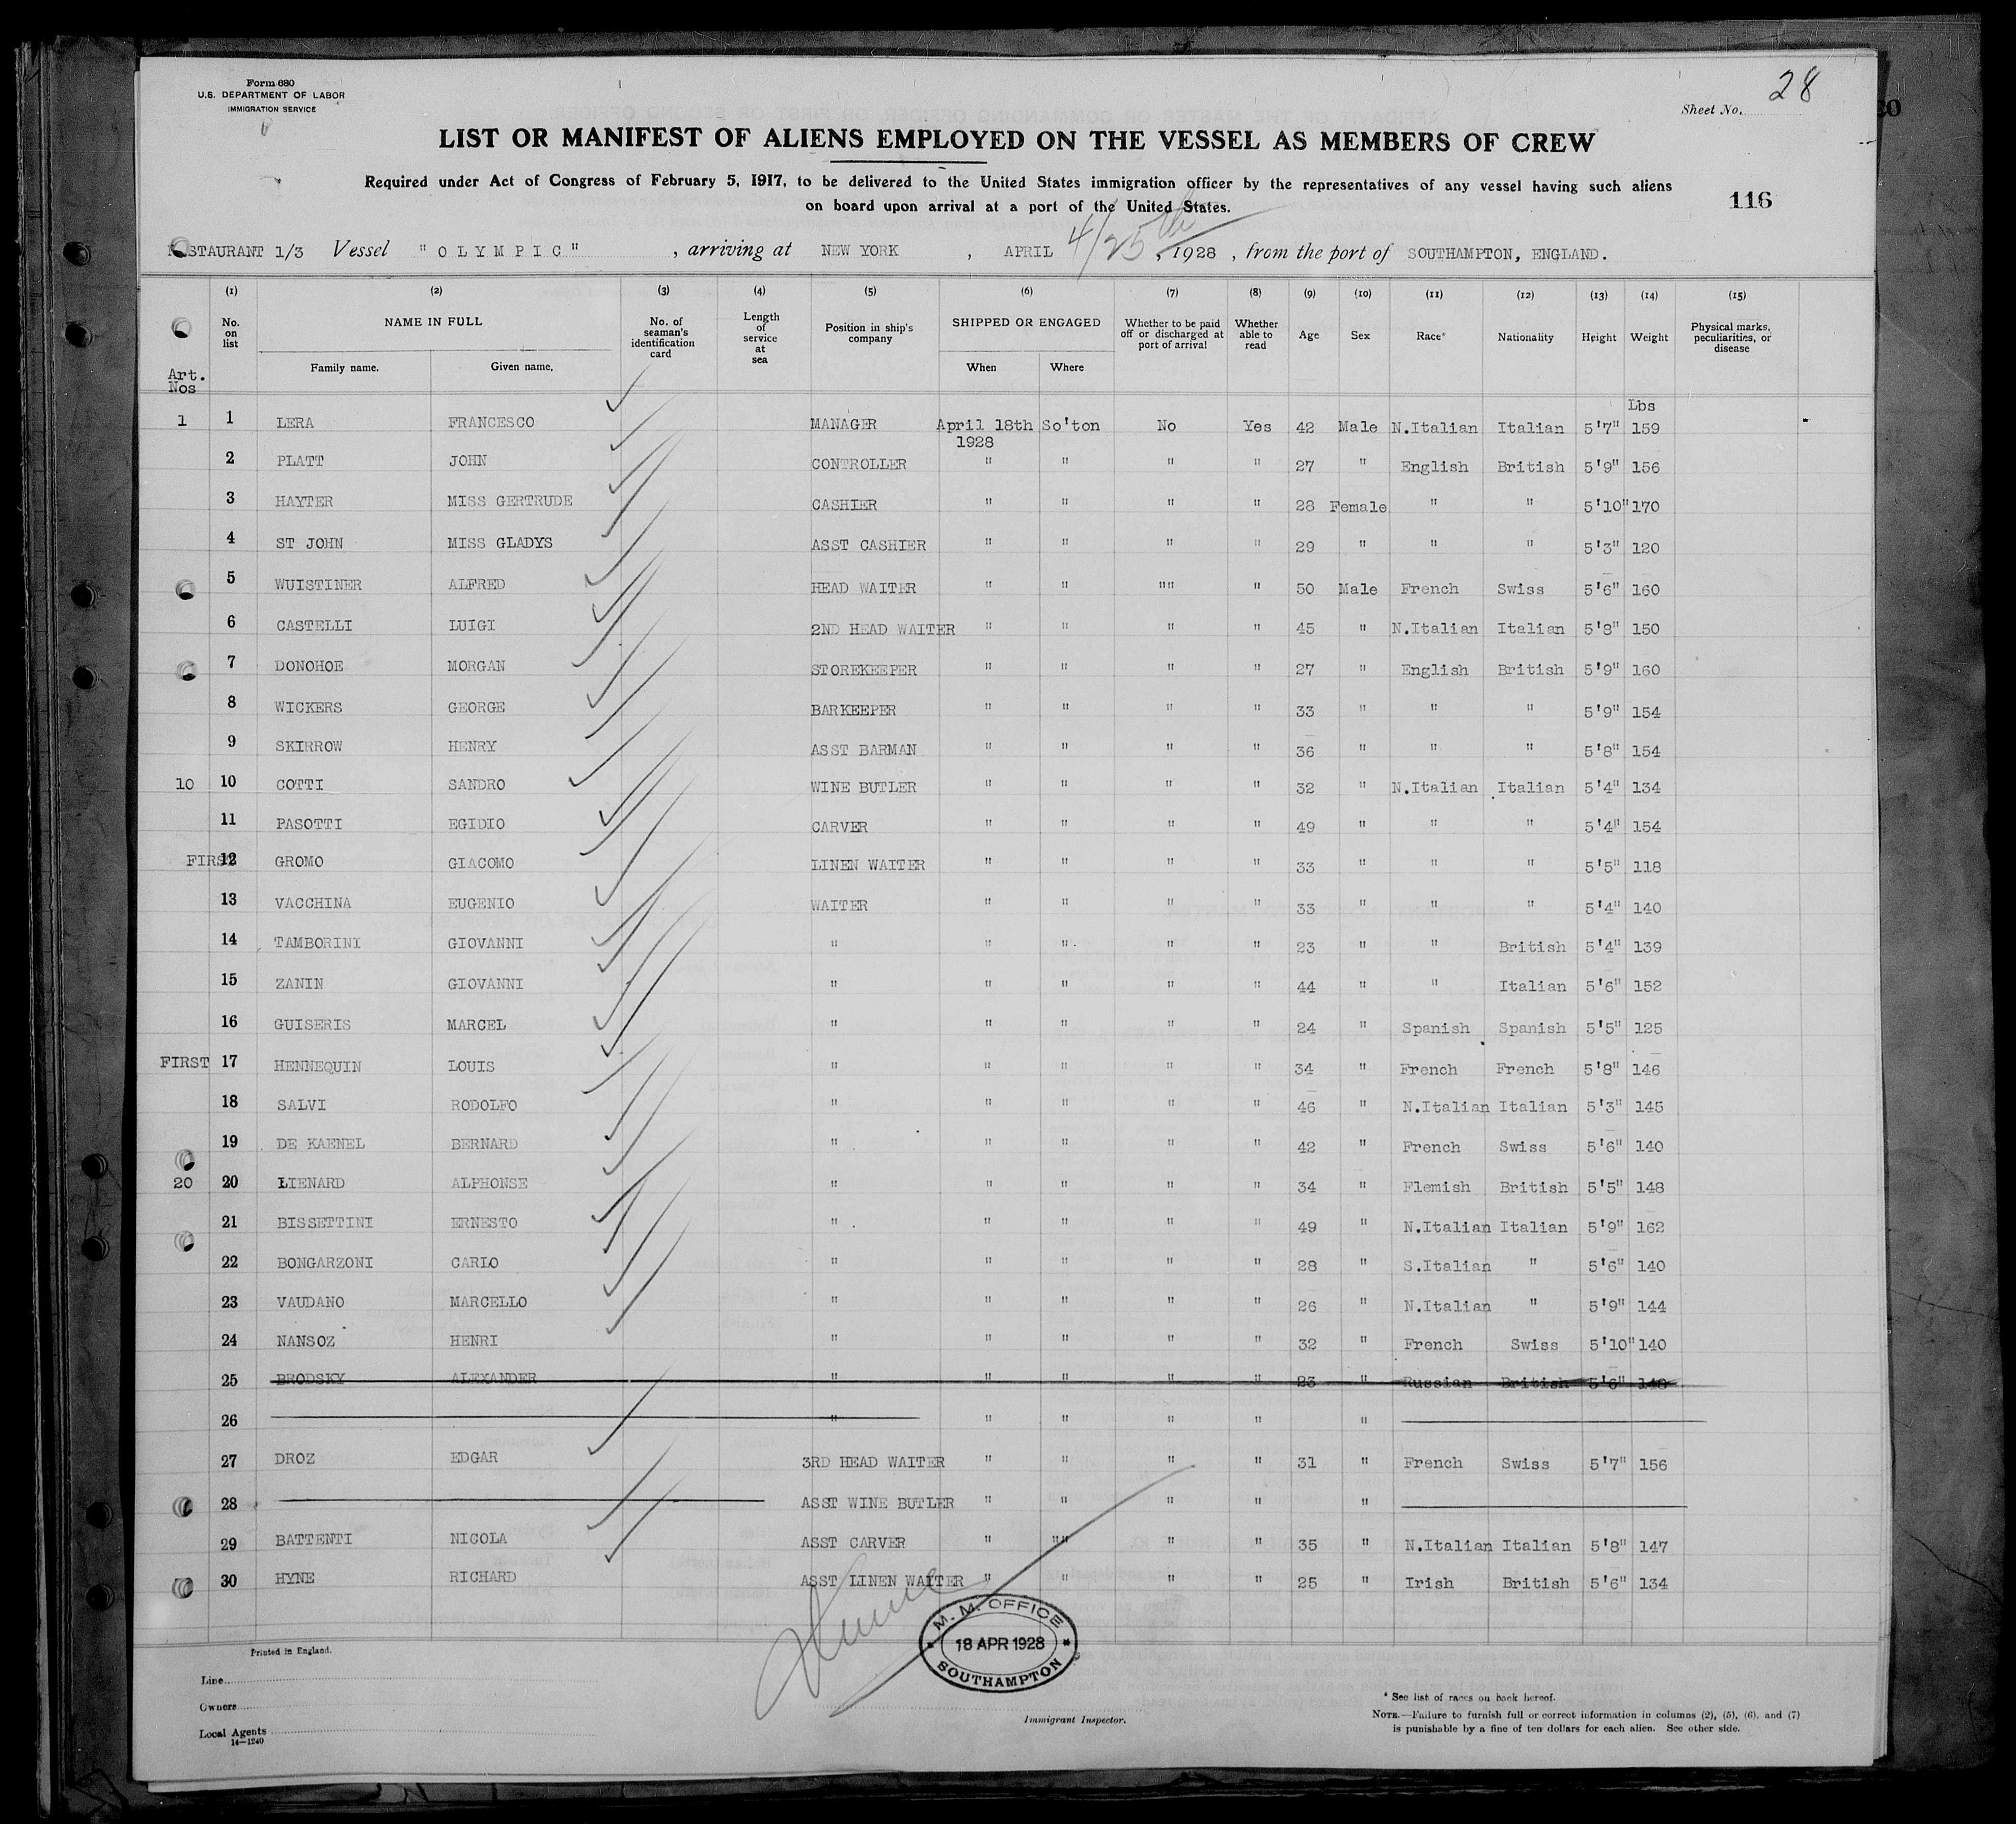 Form 680
U.S. DEPARTMENT OF LABOR
IMMIGRATION SERVICE
Sheet No. 28
LIST OR MANIFEST OF ALIENS EMPLOYED ON THE VESSEL AS MEMBERS OF CREW
Required under Act of Congress of February 5, 1917, to be delivered to the United States immigration officer by the representatives of any vessel having such aliens
on board upon arrival at a port of the United States.
116
STAURANT 1/3 Vessel "OLYMPIC", arriving at NEW YORK, APRIL 4/25th, 1928, from the port of SOUTHAMPTON, ENGLAND.
(1) (2) (3) (4) (5) (6) (7) (8) (9) (10) (11) (12) (13) (14) (15)
No. on list NAME IN FULL No. of seaman's identification card Length of service at sea Position in ship's company SHIPPED OR ENGAGED Whether to be paid off or discharged at port of arrival Whether able to read Age Sex Race* Nationality Height Weight Physical marks, peculiarities, or disease
Art. Nos Family name. Given name. When Where
Lbs
1 1 LERA FRANCESCO MANAGER April 18th 1928 So'ton No Yes 42 Male N.Italian Italian 5'7" 159
2 PLATT JOHN CONTROLLER " " " " 27 " English British 5'9" 156
3 HAYTER MISS GERTRUDE CASHIER " " " " 28 Female " " 5'10" 170
4 ST JOHN MISS GLADYS ASST CASHIER " " " " 29 " " " 5'3" 120
5 WUISTINER ALFRED HEAD WAITER " " "" " 50 Male French Swiss 5'6" 160
6 CASTELLI LUIGI 2ND HEAD WAITER " " " " 45 " N.Italian Italian 5'8" 150
7 DONOHOE MORGAN STOREKEEPER " " " " 27 " English British 5'9" 160
8 WICKERS GEORGE BARKEEPER " " " " 33 " " " 5'9" 154
9 SKIRROW HENRY ASST BARMAN " " " " 36 " " " 5'8" 154
10 10 COTTI SANDRO WINE BUTLER " " " " 32 " N.Italian Italian 5'4" 134
11 PASOTTI EGIDIO CARVER " " " " 49 " " " 5'4" 154
FIRST 12 GROMO GIACOMO LINEN WAITER " " " " 33 " " " 5'5" 118
13 VACCHINA EUGENIO WAITER " " " " 33 " " " 5'4" 140
14 TAMBORINI GIOVANNI " " " " " 23 " " British 5'4" 139
15 ZANIN GIOVANNI " " " " " 44 " " Italian 5'6" 152
16 GUISERIS MARCEL " " " " " 24 " Spanish Spanish 5'5" 125
FIRST 17 HENNEQUIN LOUIS " " " " " 34 " French French 5'8" 146
18 SALVI RODOLFO " " " " " 46 " N.Italian Italian 5'3" 145
19 DE KAENEL BERNARD " " " " " 42 " French Swiss 5'6" 140
20 20 LIENARD ALPHONSE " " " " " 34 " Flemish British 5'5" 148
21 BISSETTINI ERNESTO " " " " " 49 " N.Italian Italian 5'9" 162
22 BONGARZONI CARLO " " " " " 28 " S.Italian " 5'6" 140
23 VAUDANO MARCELLO " " " " " 26 " N.Italian " 5'9" 144
24 NANSOZ HENRI " " " " " 32 " French Swiss 5'10" 140
25 BRODSKY ALEXANDER " " " " " 23 " Russian British 5'6" 148
26 " " " " " "
27 DROZ EDGAR 3RD HEAD WAITER " " " " 31 " French Swiss 5'7" 156
28 ASST WINE BUTLER " " " " "
29 BATTENTI NICOLA ASST CARVER " "" " " 35 " N.Italian Italian 5'8" 147
30 HYNE RICHARD ASST LINEN WAITER " " " " 25 " Irish British 5'6" 134
M. M. OFFICE
18 APR 1928
SOUTHAMPTON
Printed in England.
Line
Owners
Local Agents
14—1240
Immigrant Inspector.
* See list of races on back hereof.
NOTE.—Failure to furnish full or correct information in columns (2), (5), (6), and (7)
is punishable by a fine of ten dollars for each alien. See other side.